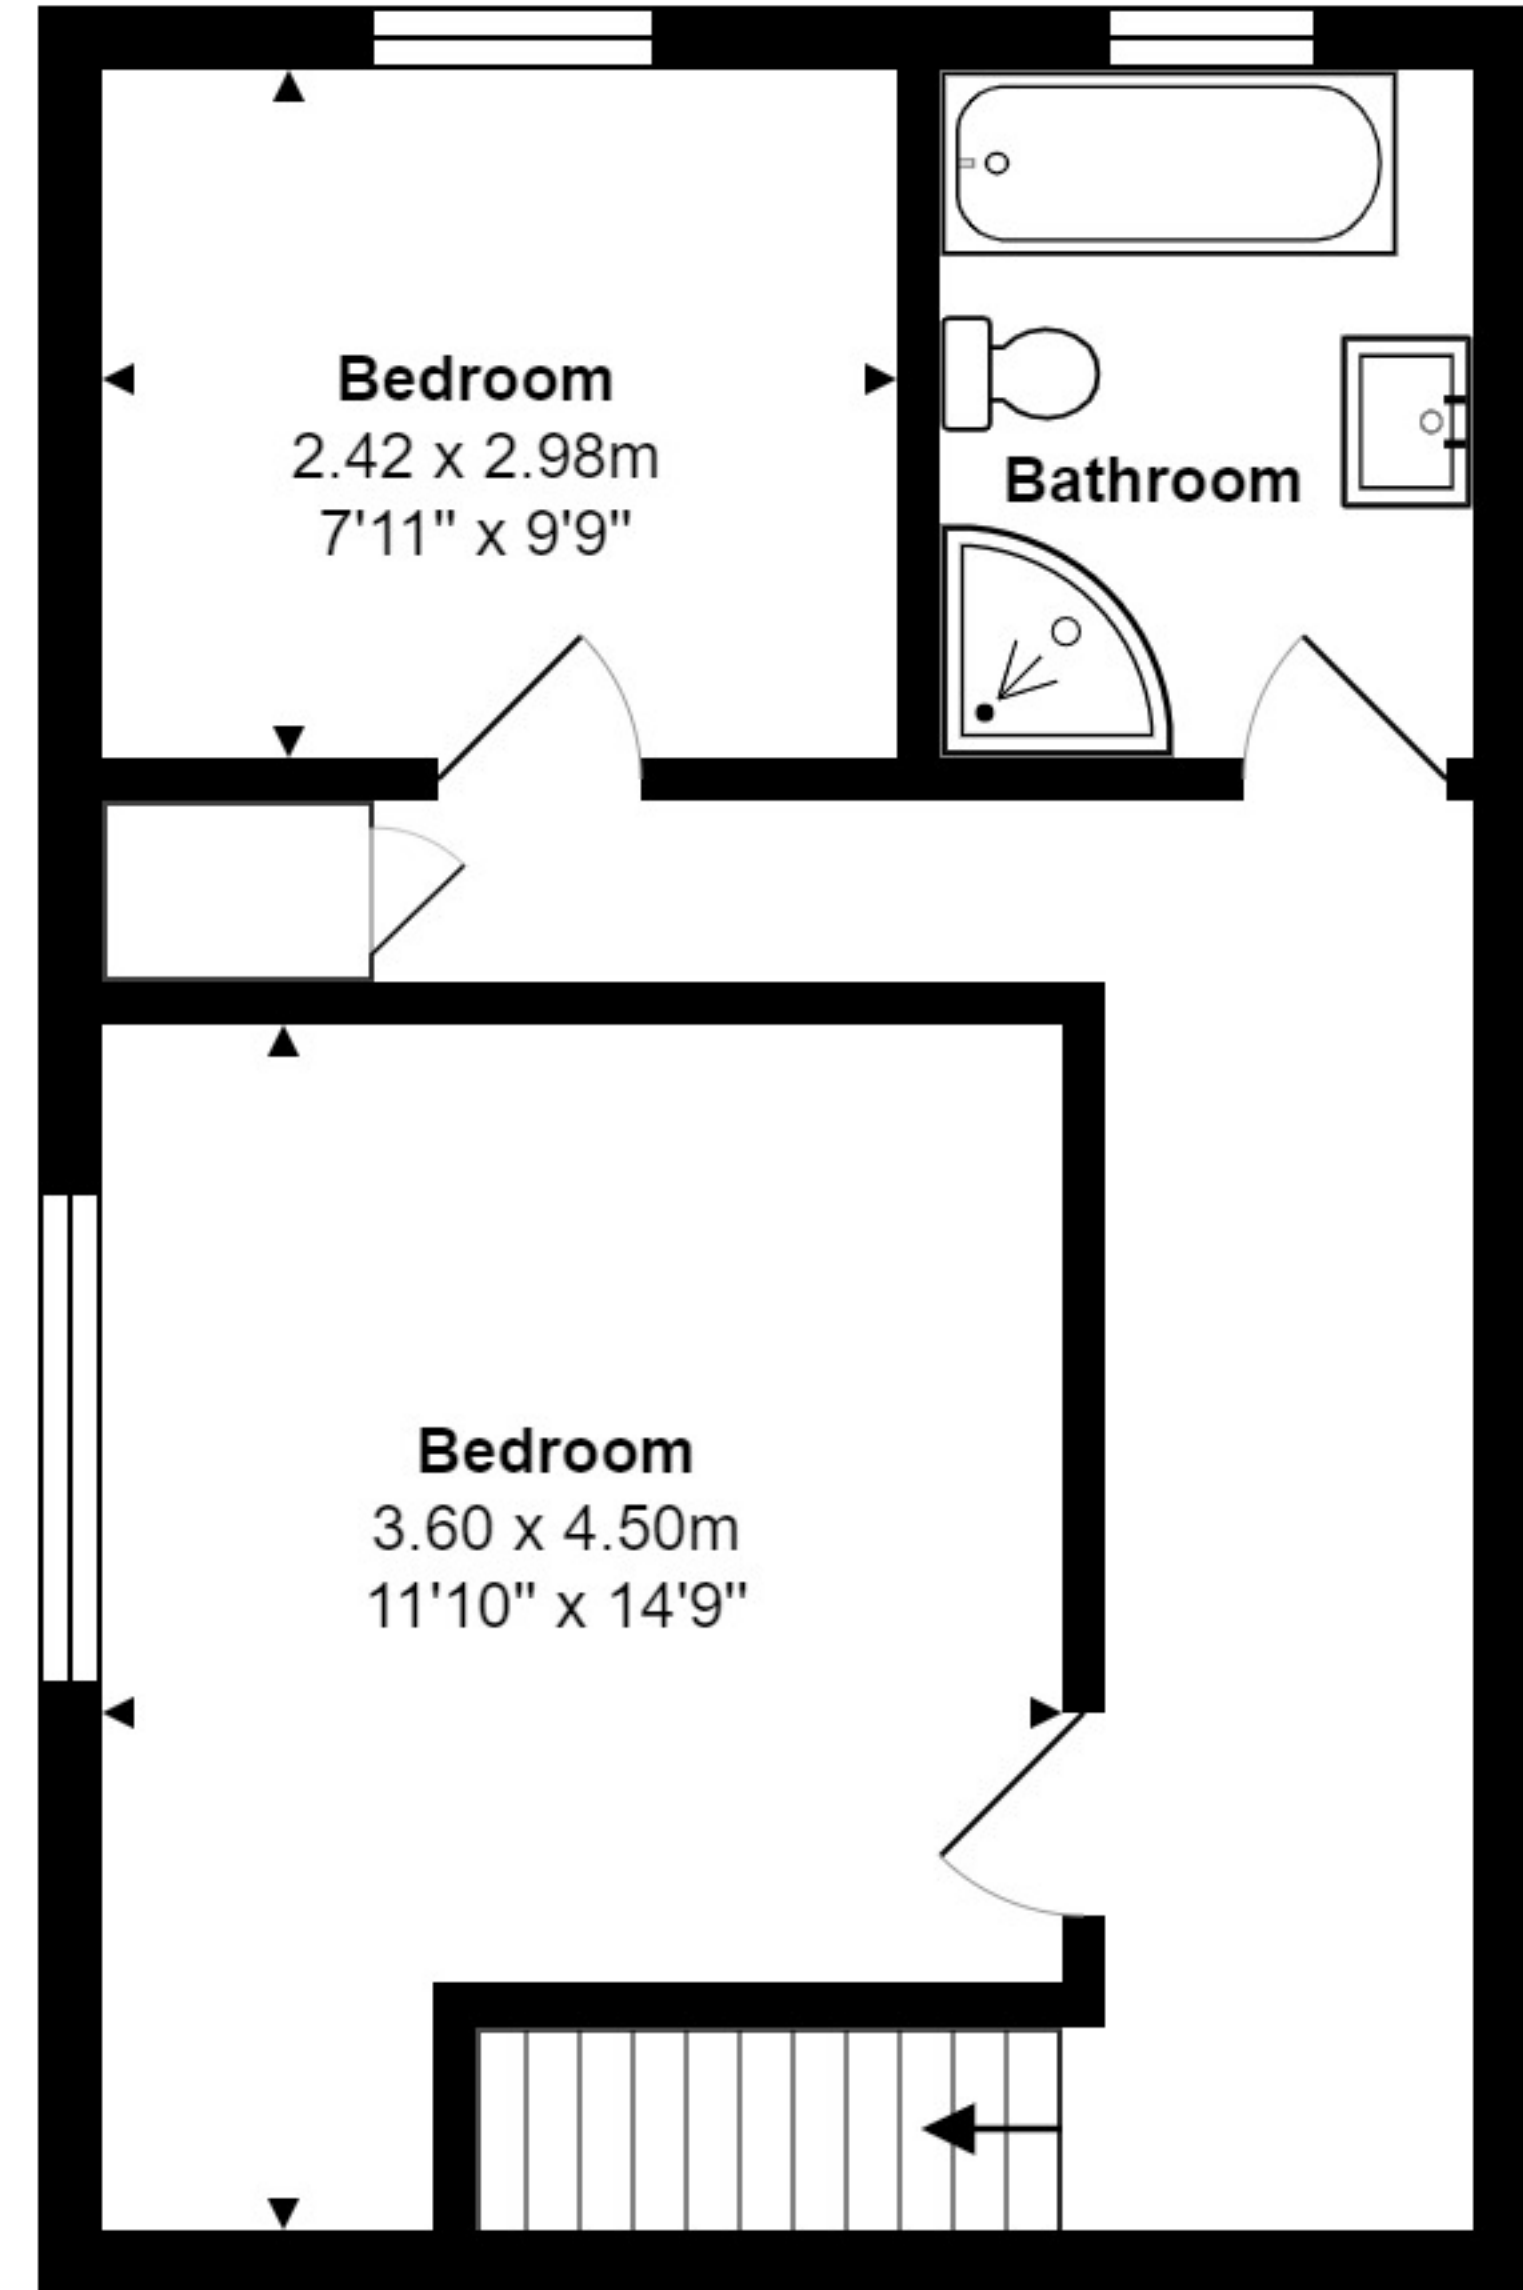 Bedroom
2.42 x 2.98m
7'11" x 9'9"
Bathroom
Bedroom
3.60 x 4.50m
11'10" x 14'9"